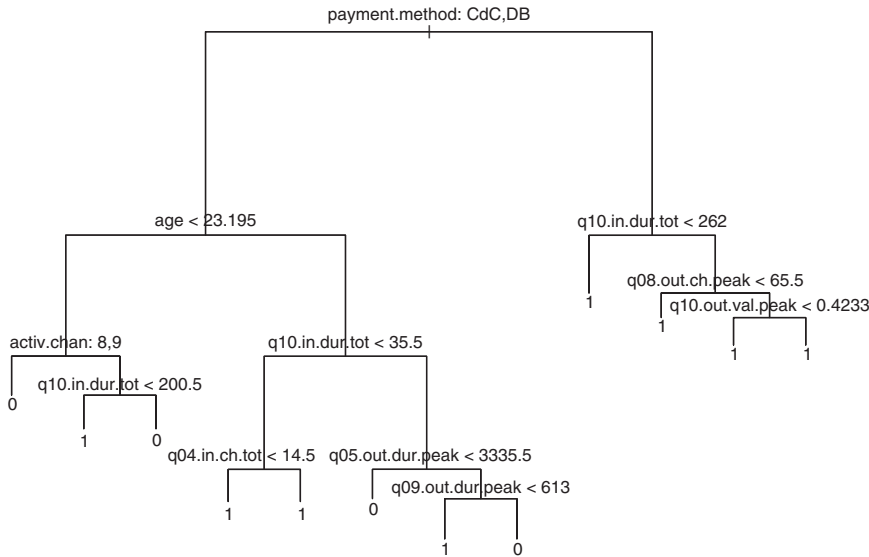 payment.method: CdC,DB
age < 23.195
q10.in.dur.tot < 262
q08.out.ch.peak < 65.5
1
q10.out.val.peak < 0.4233
1
1
1
activ.chan: 8,9
q10.in.dur.tot < 35.5
q10.in.dur.tot < 200.5
0
1
0
q04.in.ch.tot < 14.5
q05.out.dur.peak < 3335.5
q09.out.dur.peak < 613
1
1
0
1
0